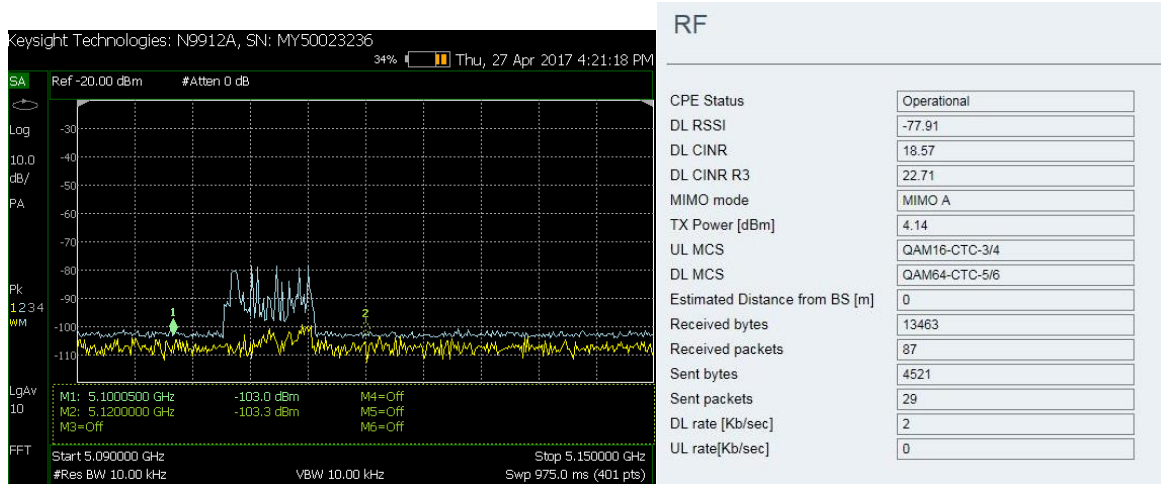 Keysight Technologies: N9912A, SN: MY50023236
34% Thu, 27 Apr 2017 4:21:18 PM
SA
Ref -20.00 dBm #Atten 0 dB
Log
10.0
dB/
PA
Pk
1234
WM
LgAv
10
FFT
-30
-40
-50
-60
-70
-80
-90
-100
-110
1
2
M1: 5.1000500 GHz -103.0 dBm M4=Off
M2: 5.1200000 GHz -103.3 dBm M5=Off
M3=Off M6=Off
Start 5.090000 GHz Stop 5.150000 GHz
#Res BW 10.00 kHz VBW 10.00 kHz Swp 975.0 ms (401 pts)
RF
CPE Status Operational
DL RSSI -77.91
DL CINR 18.57
DL CINR R3 22.71
MIMO mode MIMO A
TX Power [dBm] 4.14
UL MCS QAM16-CTC-3/4
DL MCS QAM64-CTC-5/6
Estimated Distance from BS [m] 0
Received bytes 13463
Received packets 87
Sent bytes 4521
Sent packets 29
DL rate [Kb/sec] 2
UL rate[Kb/sec] 0